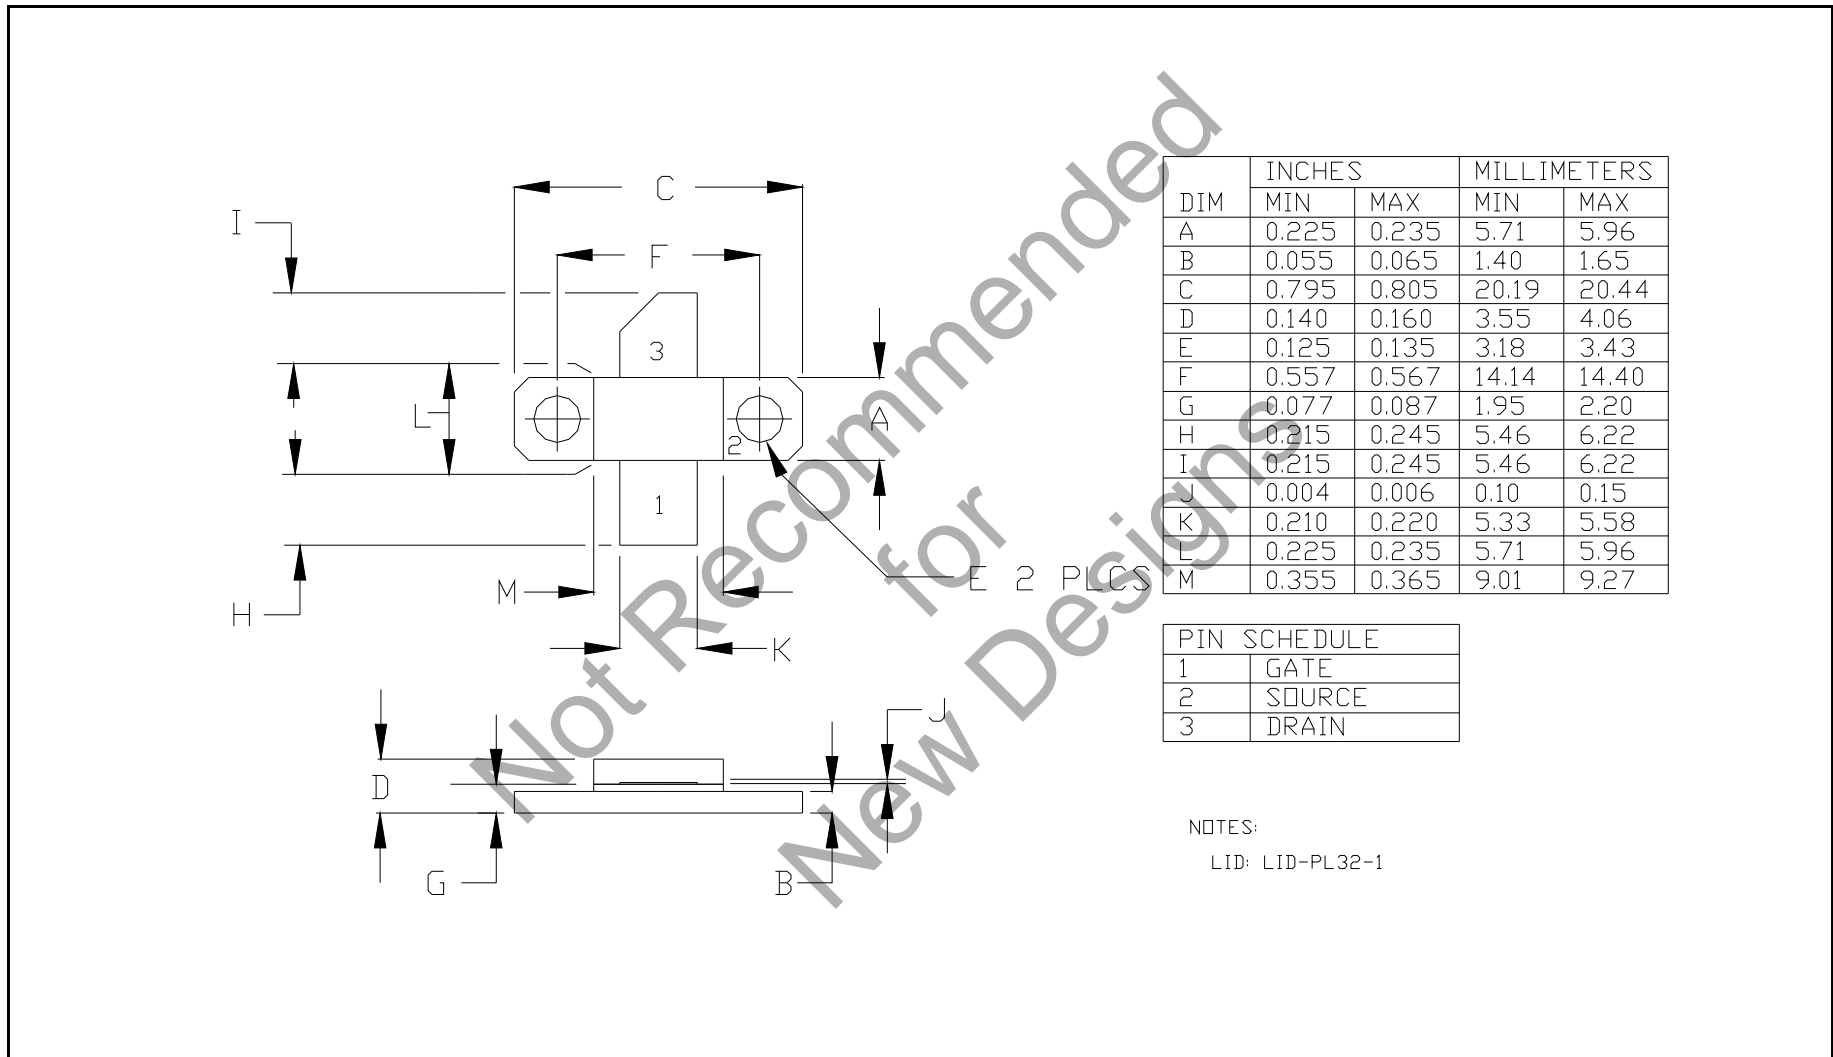 C
I
F
3
L
A
2
1
M
E 2 PLCS
H
K
J
D
G
B
INCHES MILLIMETERS
DIM MIN MAX MIN MAX
A 0.225 0.235 5.71 5.96
B 0.055 0.065 1.40 1.65
C 0.795 0.805 20.19 20.44
D 0.140 0.160 3.55 4.06
E 0.125 0.135 3.18 3.43
F 0.557 0.567 14.14 14.40
G 0.077 0.087 1.95 2.20
H 0.215 0.245 5.46 6.22
I 0.215 0.245 5.46 6.22
J 0.004 0.006 0.10 0.15
K 0.210 0.220 5.33 5.58
L 0.225 0.235 5.71 5.96
M 0.355 0.365 9.01 9.27
PIN SCHEDULE
1 GATE
2 SOURCE
3 DRAIN
NOTES:
LID: LID-PL32-1
Not Recommended
for
New Designs